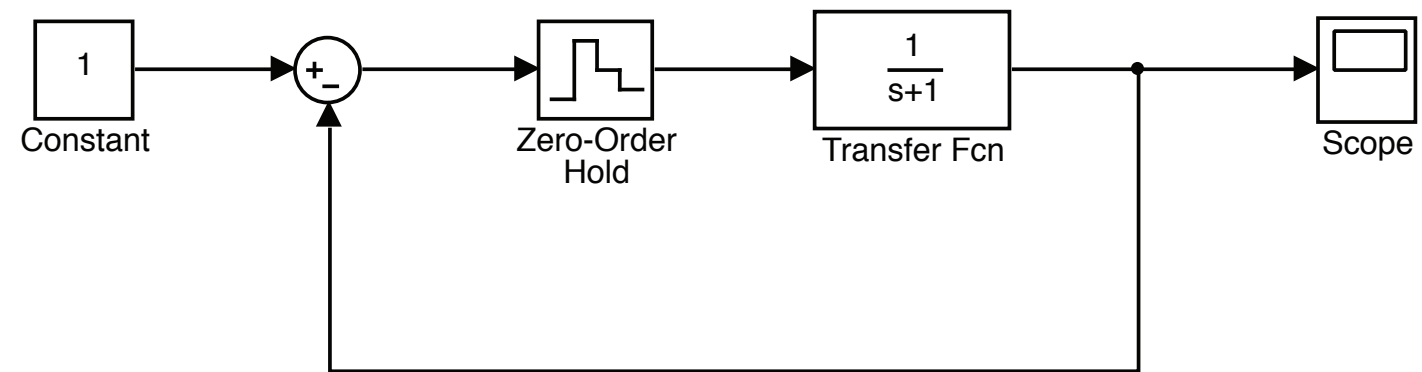 1
Constant
+
−
Zero-Order
Hold
1
s+1
Transfer Fcn
Scope